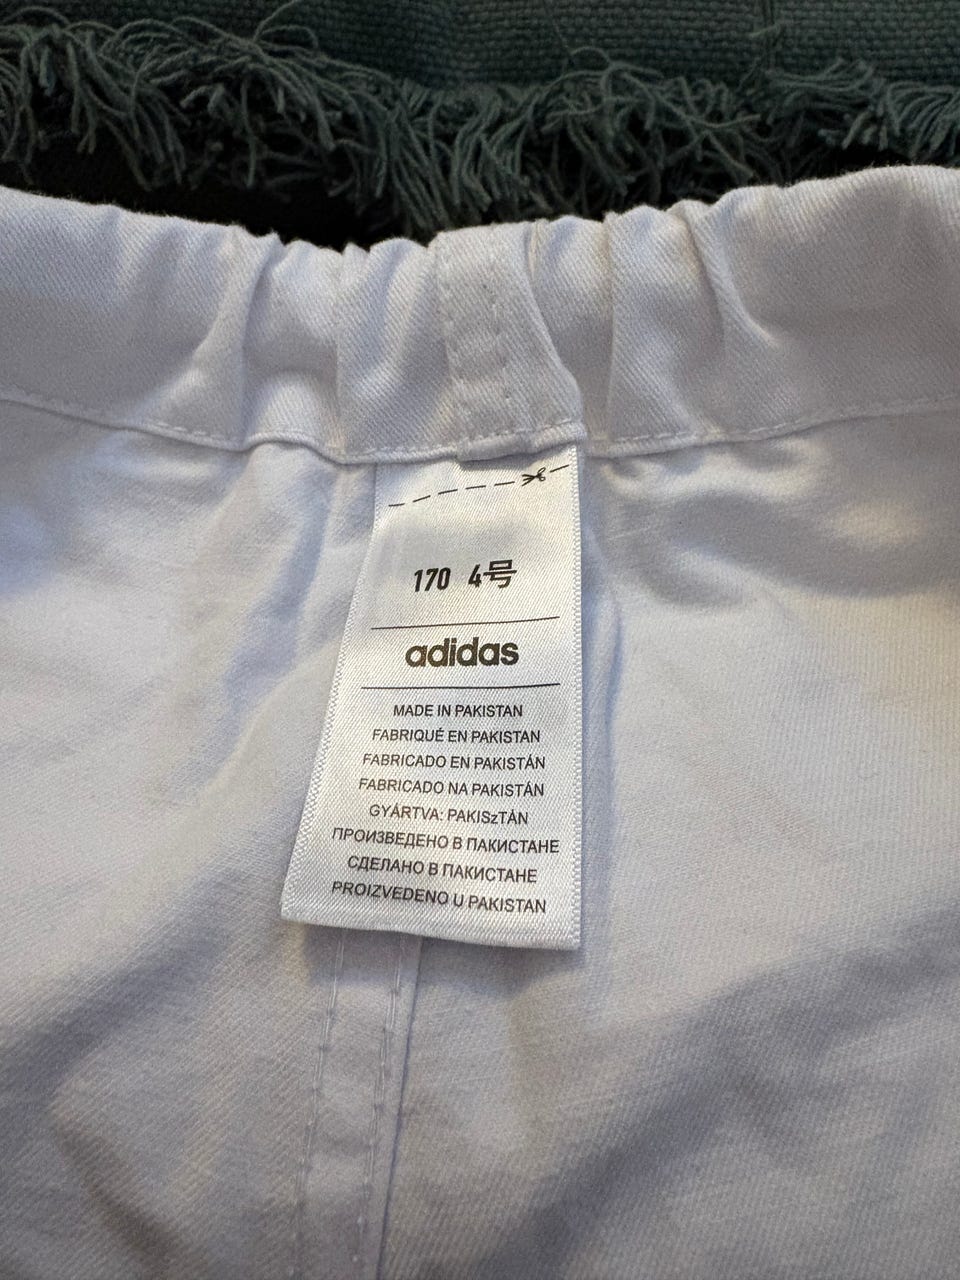 170 4号
adidas
MADE IN PAKISTAN
FABRIQUÉ EN PAKISTAN
FABRICADO EN PAKISTÁN
FABRICADO NA PAKISTÁN
GYÁRTVA: PAKISzTÁN
ПРОИЗВЕДЕНО В ПАКИСТАНЕ
СДЕЛАНО В ПАКИСТАНЕ
PROIZVEDENO U PAKISTAN